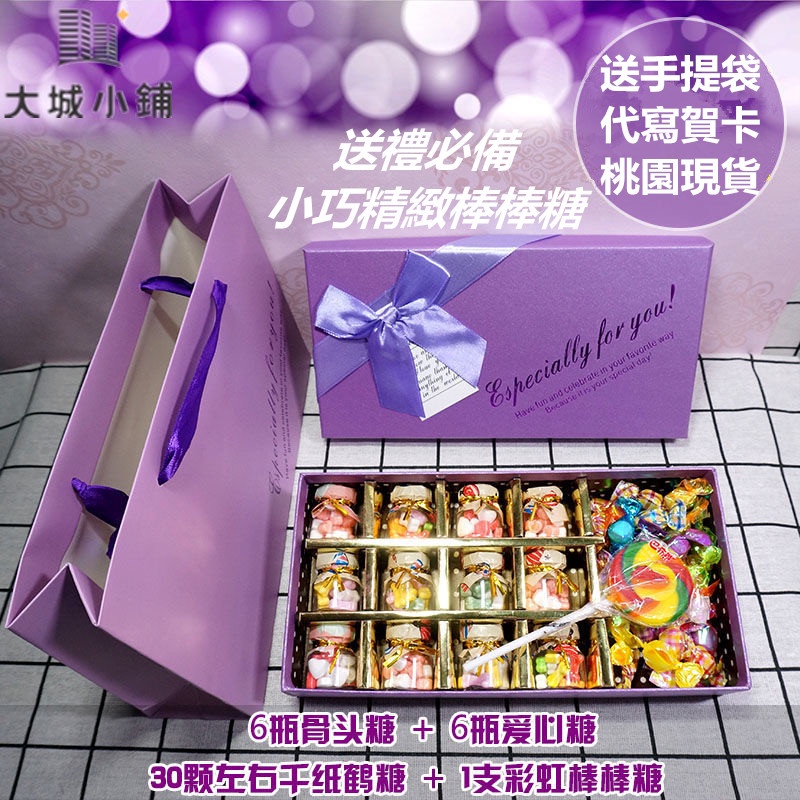 大城小鋪
送手提袋
代寫賀卡
桃園現貨
送禮必備
小巧精緻棒棒糖
Especially for you!
Have fun and celebrate in your favorite way
Because it is your special day!
Especially for you!
6瓶骨头糖 + 6瓶爱心糖
30颗左右千纸鹤糖 + 1支彩虹棒棒糖